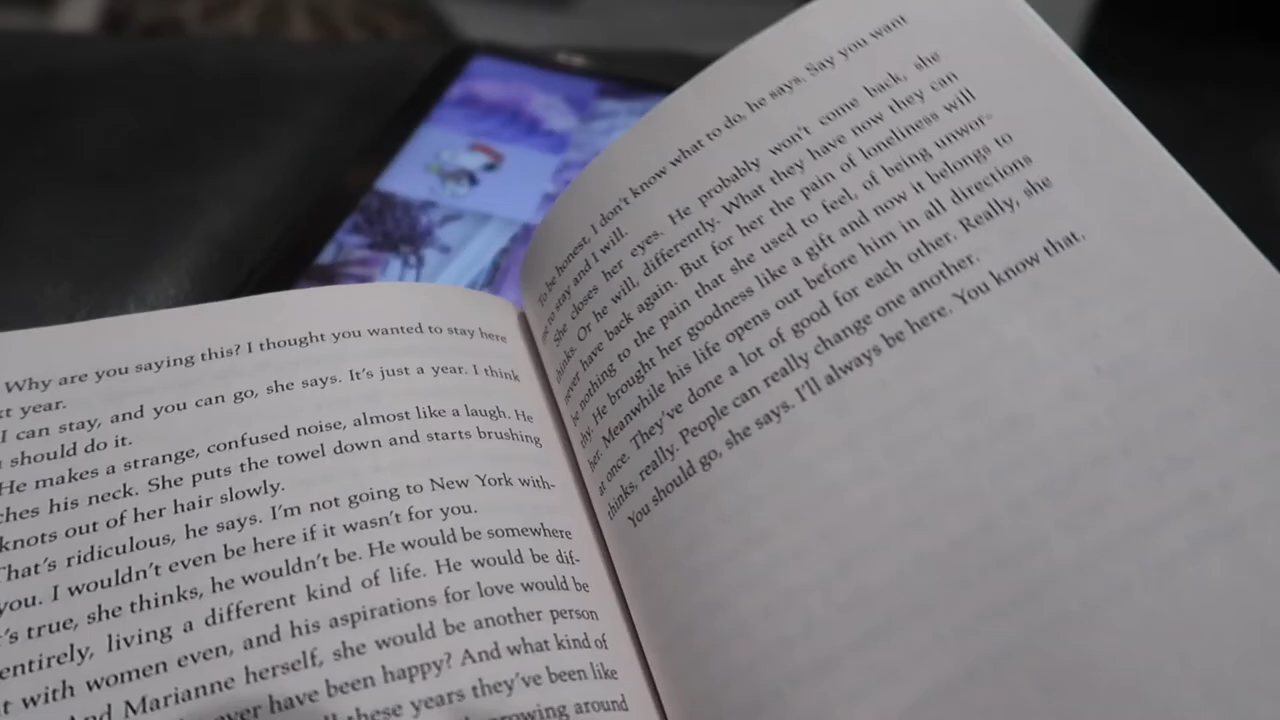 Why are you saying this? I thought you wanted to stay here
xt year.
I can stay, and you can go, she says. It's just a year. I think
should do it.
He makes a strange, confused noise, almost like a laugh. He
ches his neck. She puts the towel down and starts brushing
knots out of her hair slowly.
That's ridiculous, he says. I'm not going to New York with-
you. I wouldn't even be here if it wasn't for you.
's true, she thinks, he wouldn't be. He would be somewhere
entirely, living a different kind of life. He would be dif-
t with women even, and his aspirations for love would be
And Marianne herself, she would be another person
ever have been happy? And what kind of
these years they've been like
growing around
To be honest, I don't know what to do, he says. Say you want
me to stay and I will.
She closes her eyes. He probably won't come back, she
thinks. Or he will, differently. What they have now they can
never have back again. But for her the pain of loneliness will
be nothing to the pain that she used to feel, of being unwor-
thy. He brought her goodness like a gift and now it belongs to
her. Meanwhile his life opens out before him in all directions
at once. They've done a lot of good for each other. Really, she
thinks, really. People can really change one another.
You should go, she says. I'll always be here. You know that.